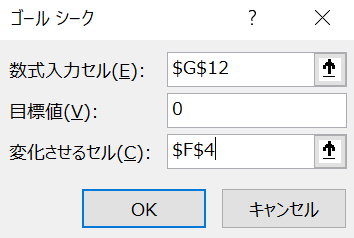 ゴール シーク ? ×
数式入力セル(E): $G$12
目標値(V): 0
変化させるセル(C): $F$4
OK キャンセル